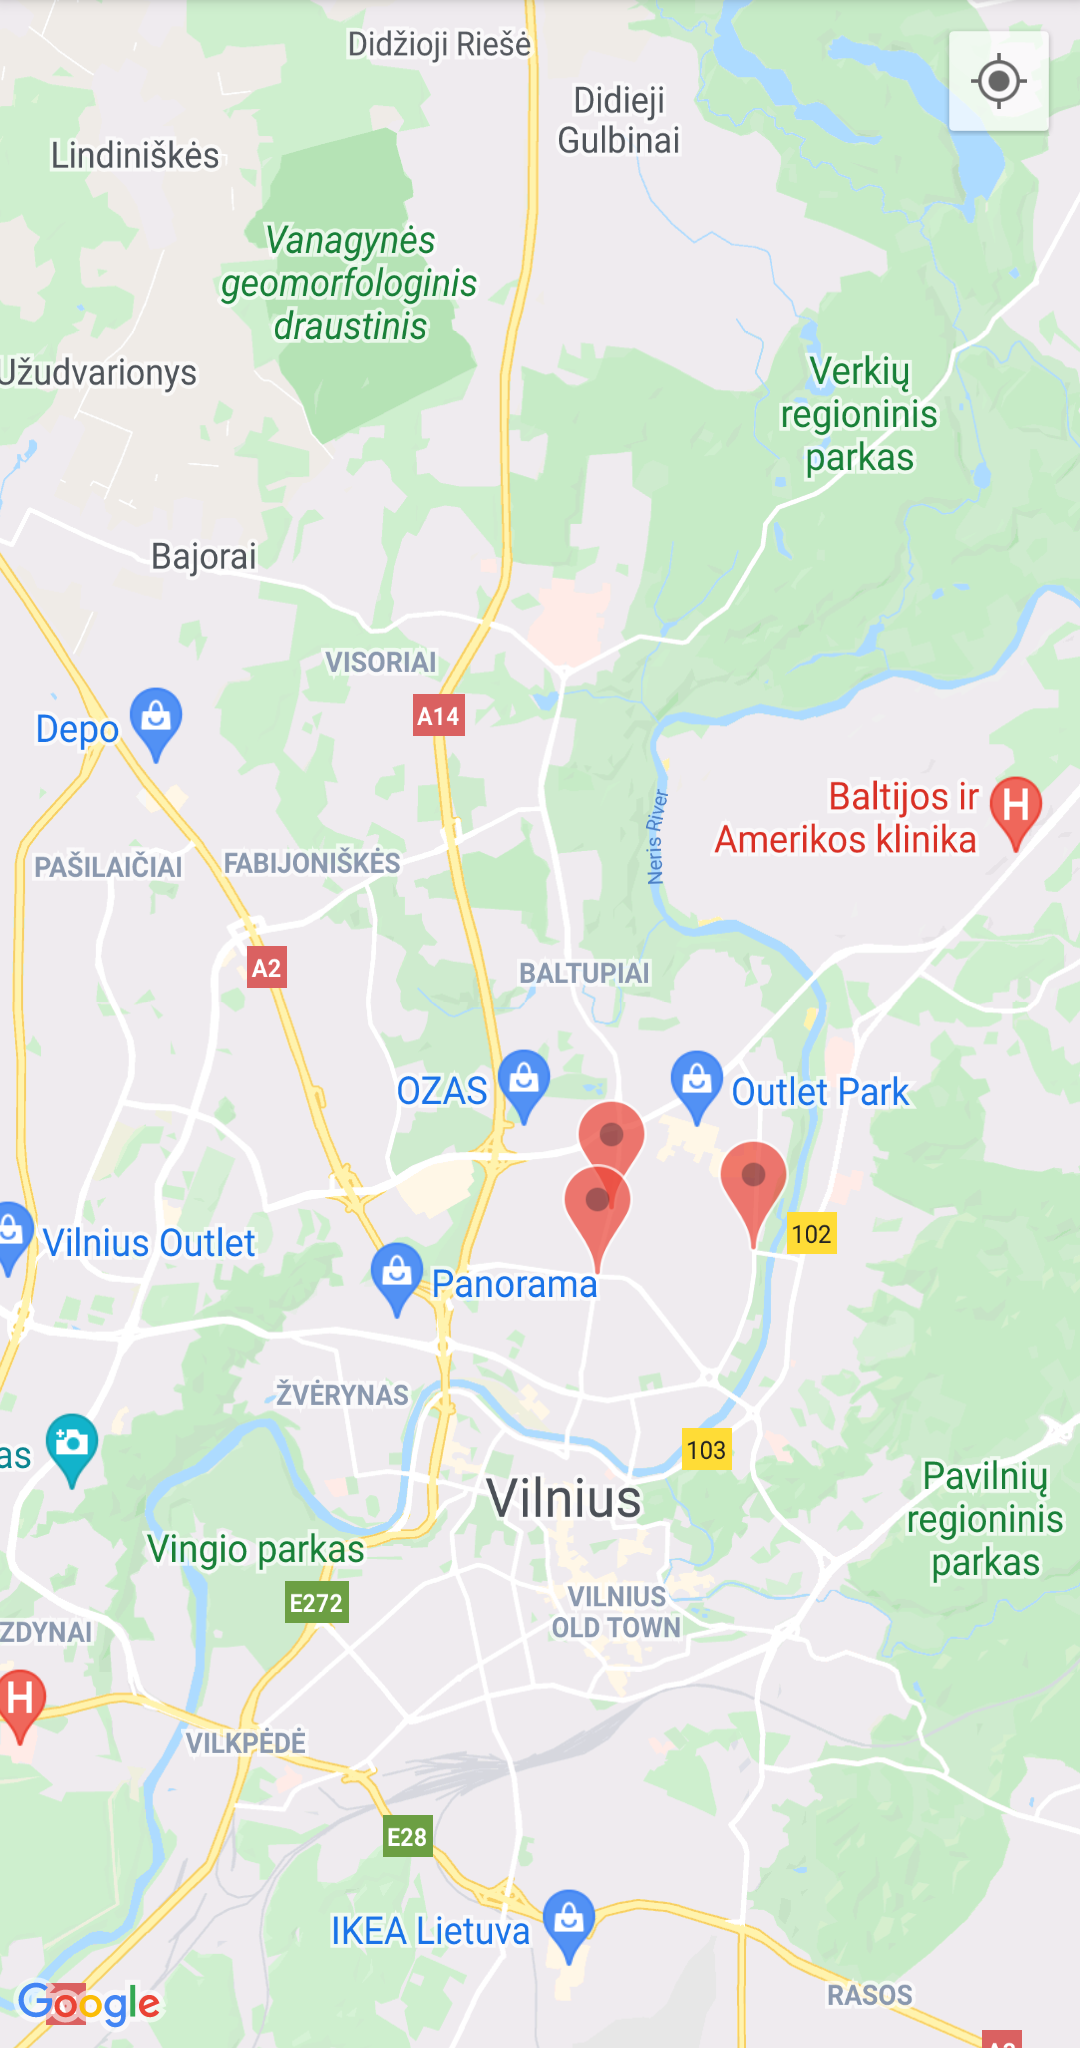 Didžioji Riešė
Didieji
Gulbinai
Lindiniškės
Vanagynės
geomorfologinis
draustinis
Užudvarionys
Verkių
regioninis
parkas
Bajorai
VISORIAI
A14
Depo
Baltijos ir
Amerikos klinika
H
Neris River
PAŠILAIČIAI
FABIJONIŠKĖS
A2
BALTUPIAI
OZAS
Outlet Park
102
Vilnius Outlet
Panorama
ŽVĖRYNAS
as
103
Vilnius
Pavilnių
regioninis
parkas
Vingio parkas
E272
VILNIUS
OLD TOWN
ZDYNAI
H
VILKPĖDĖ
E28
IKEA Lietuva
RASOS
Google